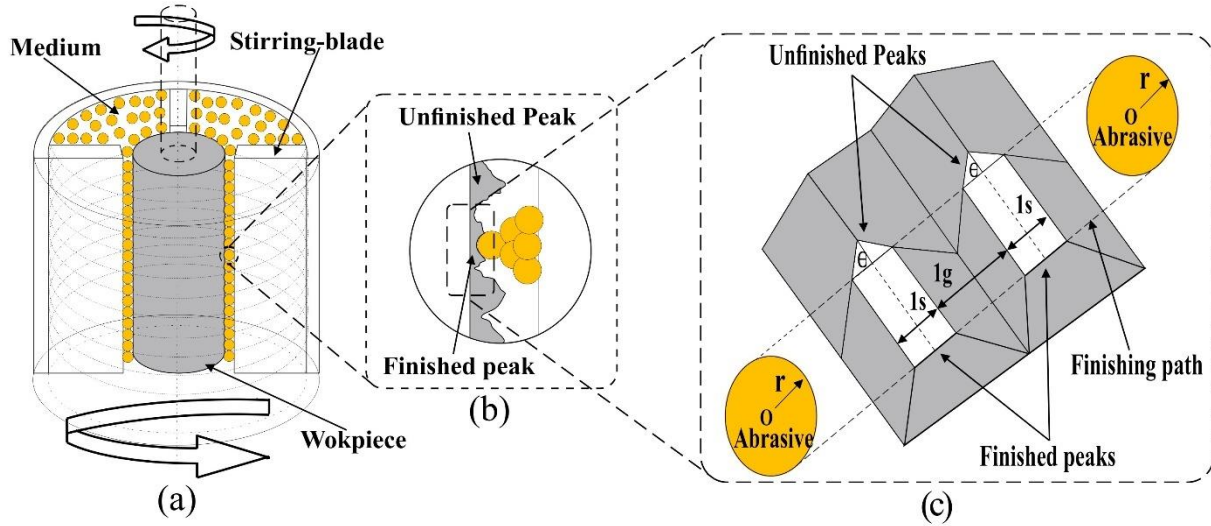 Medium
Stirring-blade
Wokpiece
(a)
Unfinished Peak
Finished peak
(b)
Unfinished Peaks
r
O
Abrasive
ϵ
1s
ϵ
1g
1s
r
O
Abrasive
Finishing path
Finished peaks
(c)